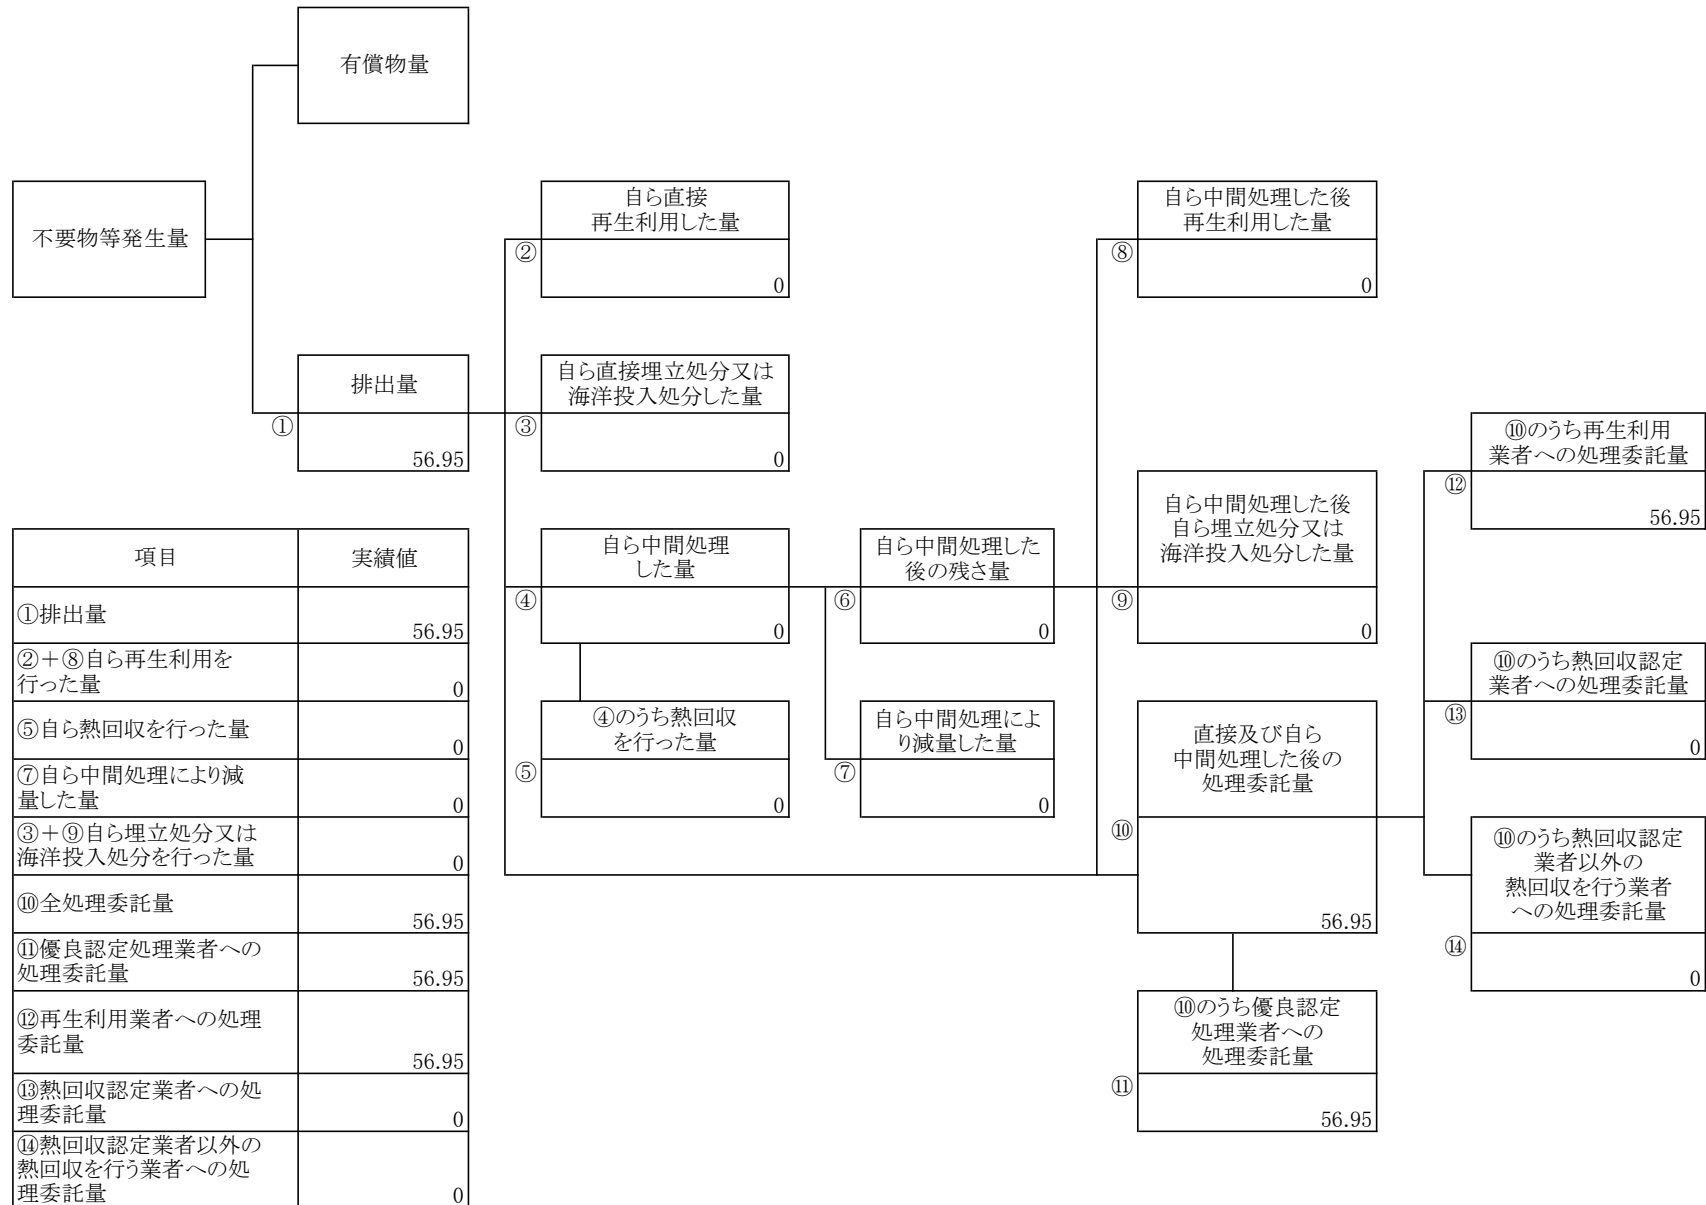 有償物量
不要物等発生量
排出量
①
56.95
自ら直接
再生利用した量
②
0
自ら直接埋立処分又は
海洋投入処分した量
③
0
自ら中間処理
した量
④
0
④のうち熱回収
を行った量
⑤
0
自ら中間処理した
後の残さ量
⑥
0
自ら中間処理によ
り減量した量
⑦
0
自ら中間処理した後
再生利用した量
⑧
0
自ら中間処理した後
自ら埋立処分又は
海洋投入処分した量
⑨
0
直接及び自ら
中間処理した後の
処理委託量
⑩
56.95
⑩のうち優良認定
処理業者への
処理委託量
⑪
56.95
⑩のうち再生利用
業者への処理委託量
⑫
56.95
⑩のうち熱回収認定
業者への処理委託量
⑬
0
⑩のうち熱回収認定
業者以外の
熱回収を行う業者
への処理委託量
⑭
0
項目 実績値
①排出量
56.95
②+⑧自ら再生利用を
行った量
0
⑤自ら熱回収を行った量
0
⑦自ら中間処理により減
量した量
0
③+⑨自ら埋立処分又は
海洋投入処分を行った量
0
⑩全処理委託量
56.95
⑪優良認定処理業者への
処理委託量
56.95
⑫再生利用業者への処理
委託量
56.95
⑬熱回収認定業者への処
理委託量
0
⑭熱回収認定業者以外の
熱回収を行う業者への処
理委託量
0